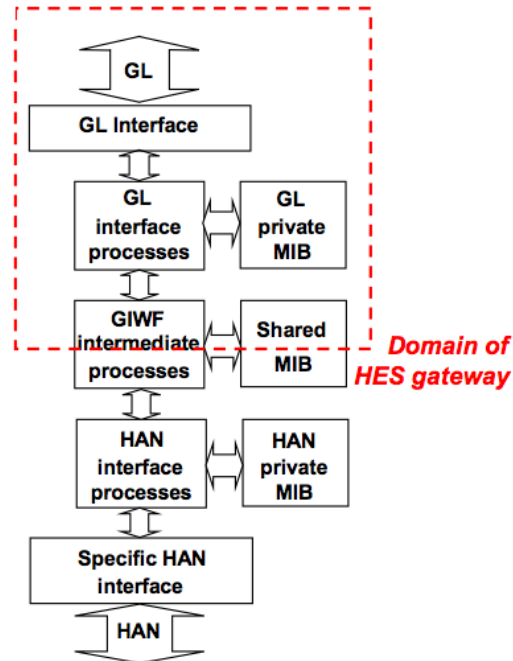 GL
GL Interface
GL
interface
processes
GL
private
MIB
GIWF
intermediate
processes
Shared
MIB
Domain of
HES gateway
HAN
interface
processes
HAN
private
MIB
Specific HAN
interface
HAN